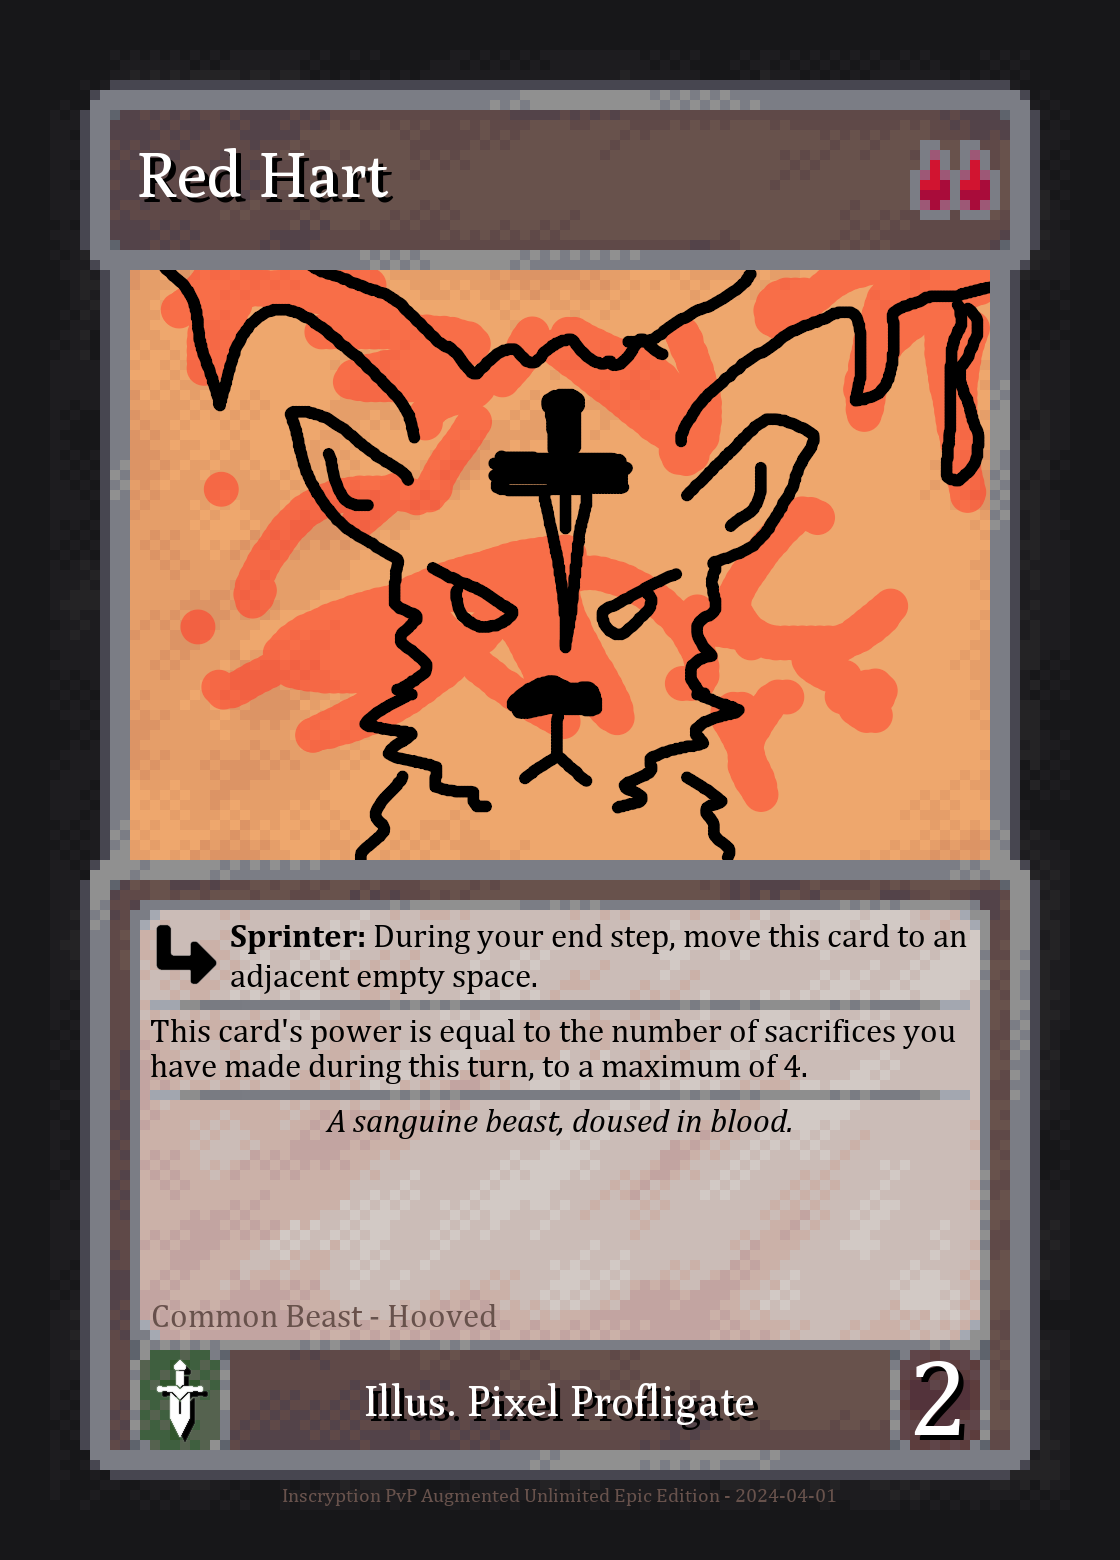 Red Hart
Sprinter: During your end step, move this card to an
adjacent empty space.
This card's power is equal to the number of sacrifices you
have made during this turn, to a maximum of 4.
A sanguine beast, doused in blood.
Common Beast - Hooved
Illus. Pixel Profligate
2
Inscryption PvP Augmented Unlimited Epic Edition - 2024-04-01